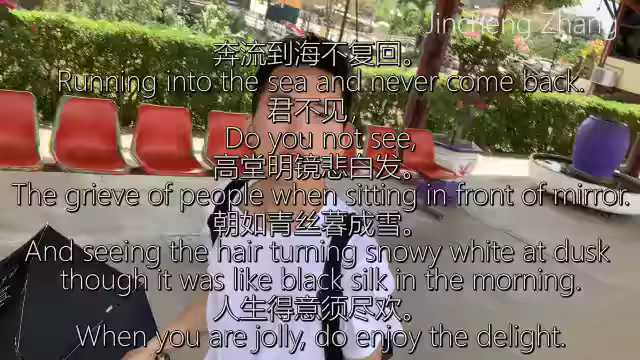 Jincheng Zhang
奔流到海不复回。
Running into the sea and never come back.
君不见，
Do you not see,
高堂明镜悲白发。
The grieve of people when sitting in front of mirror.
朝如青丝暮成雪。
And seeing the hair turning snowy white at dusk
though it was like black silk in the morning.
人生得意须尽欢。
When you are jolly, do enjoy the delight.